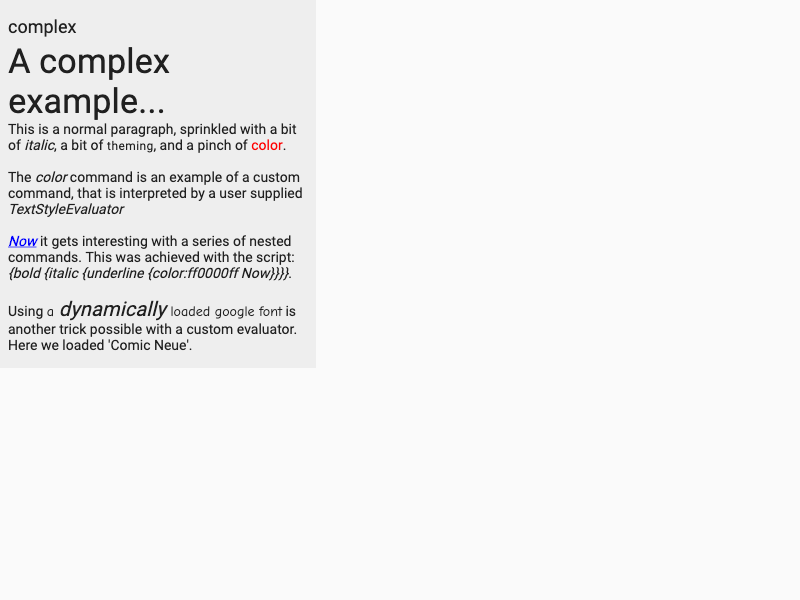 complex
A complex
example...
This is a normal paragraph, sprinkled with a bit
of italic, a bit of theming, and a pinch of color.
The color command is an example of a custom
command, that is interpreted by a user supplied
TextStyleEvaluator
Now it gets interesting with a series of nested
commands. This was achieved with the script:
{bold {italic {underline {color:ff0000ff Now}}}}.
Using a dynamically loaded google font is
another trick possible with a custom evaluator.
Here we loaded 'Comic Neue'.